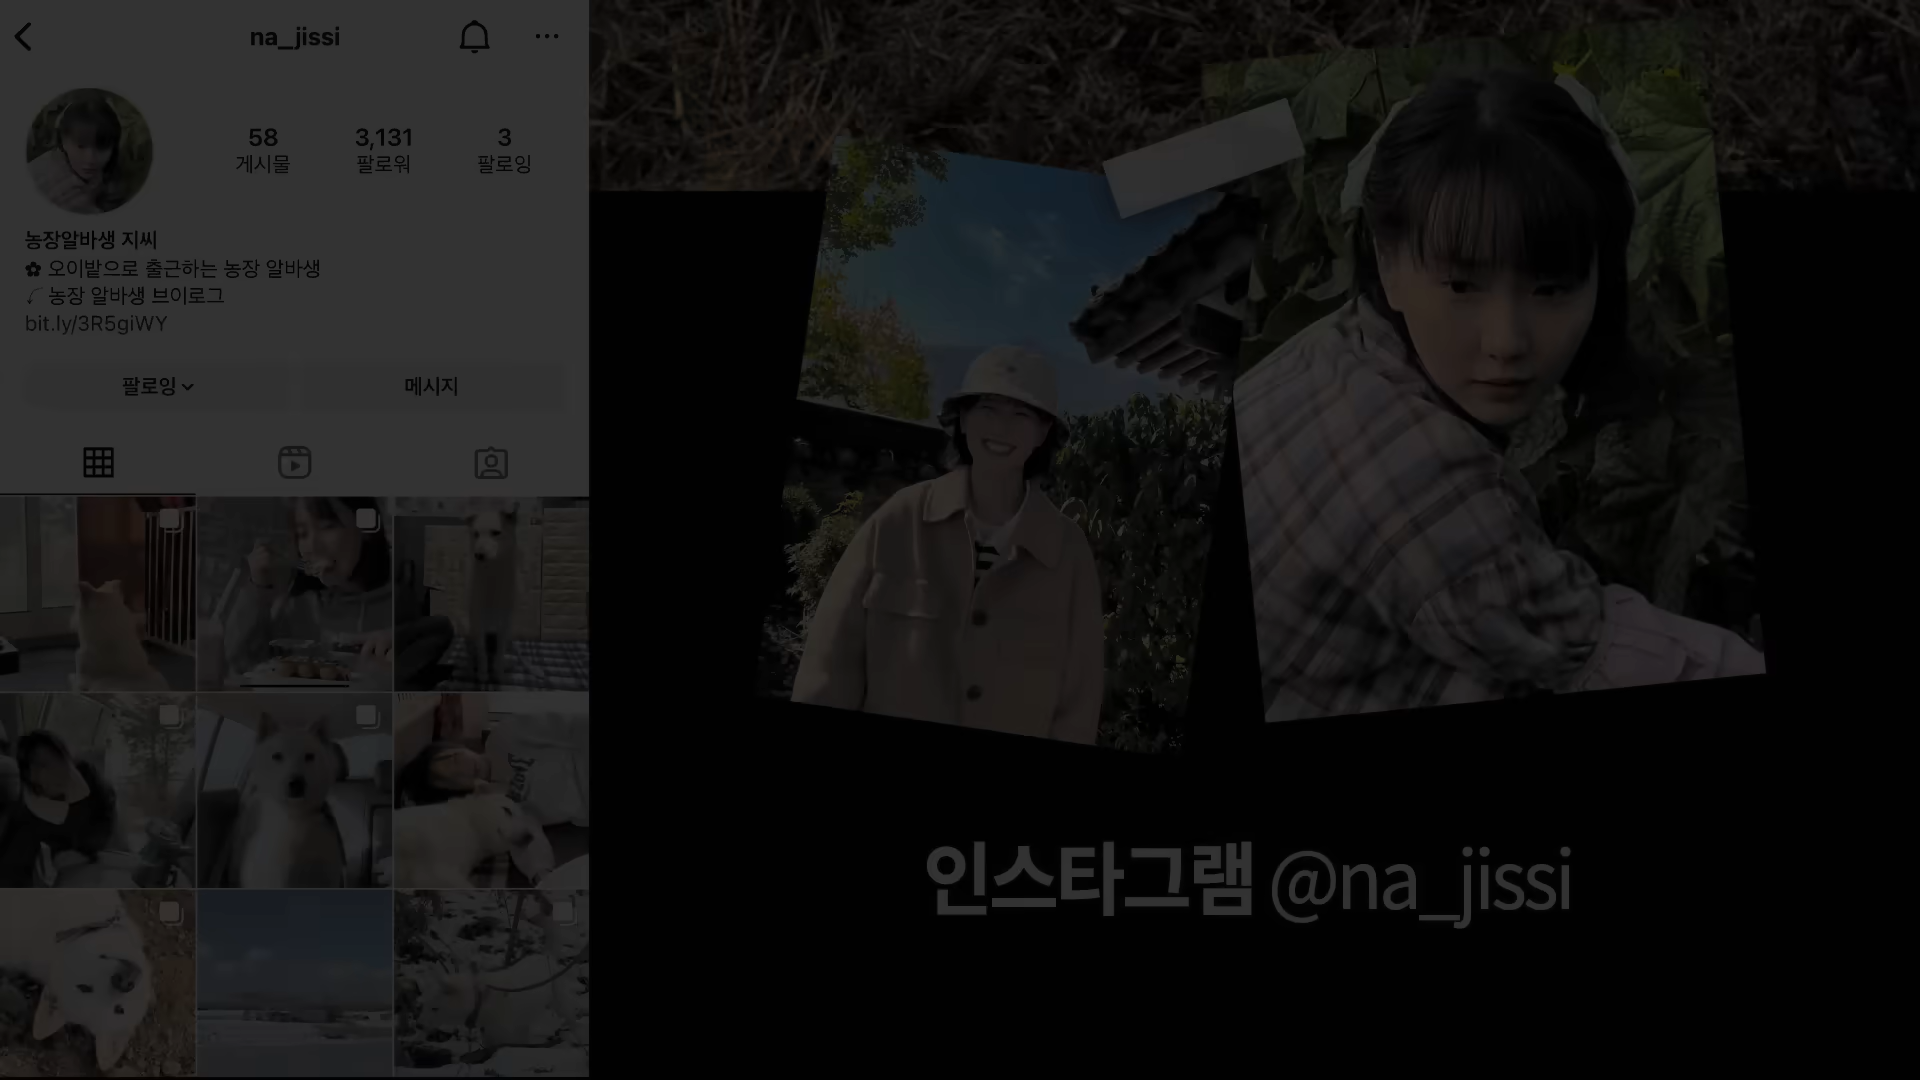 na_jissi
58
게시물
3,131
팔로워
3
팔로잉
농장알바생 지씨
✿ 오이밭으로 출근하는 농장 알바생
농장 알바생 브이로그
bit.ly/3R5giWY
팔로잉
메시지
인스타그램 @na_jissi